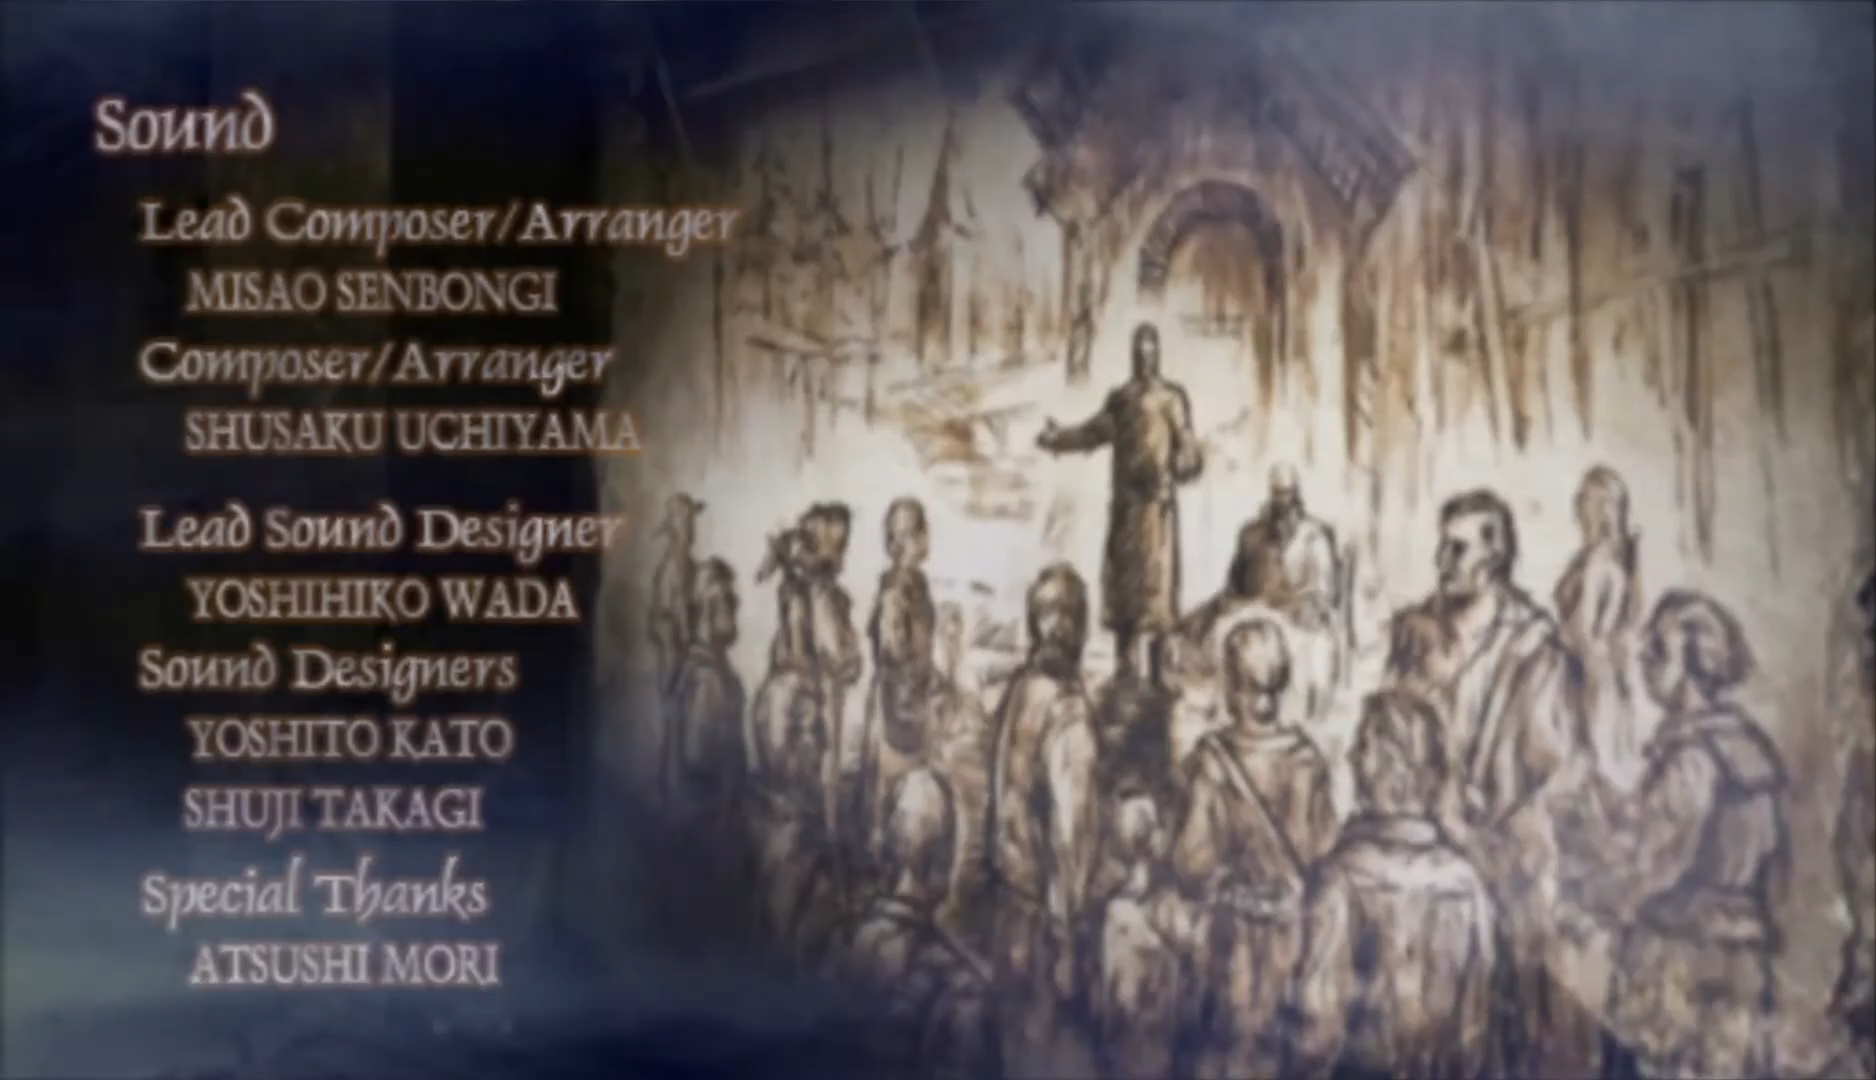 Sound
Lead Composer/Arranger
MISAO SENBONGI
Composer/Arranger
SHUSAKU UCHIYAMA
Lead Sound Designer
YOSHIHIKO WADA
Sound Designers
YOSHITO KATO
SHUJI TAKAGI
Special Thanks
ATSUSHI MORI